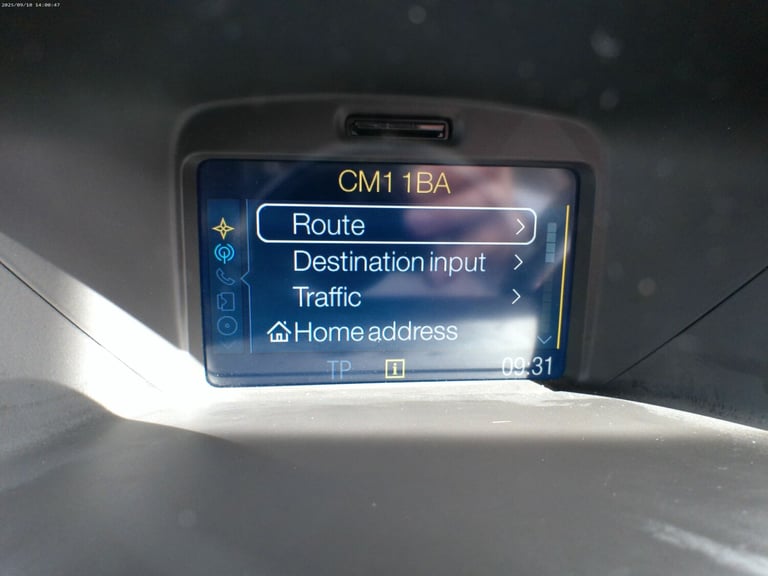 2025/09/10 14:00:47
CM1 1BA
Route
Destination input
Traffic
Home address
TP
i
09:31